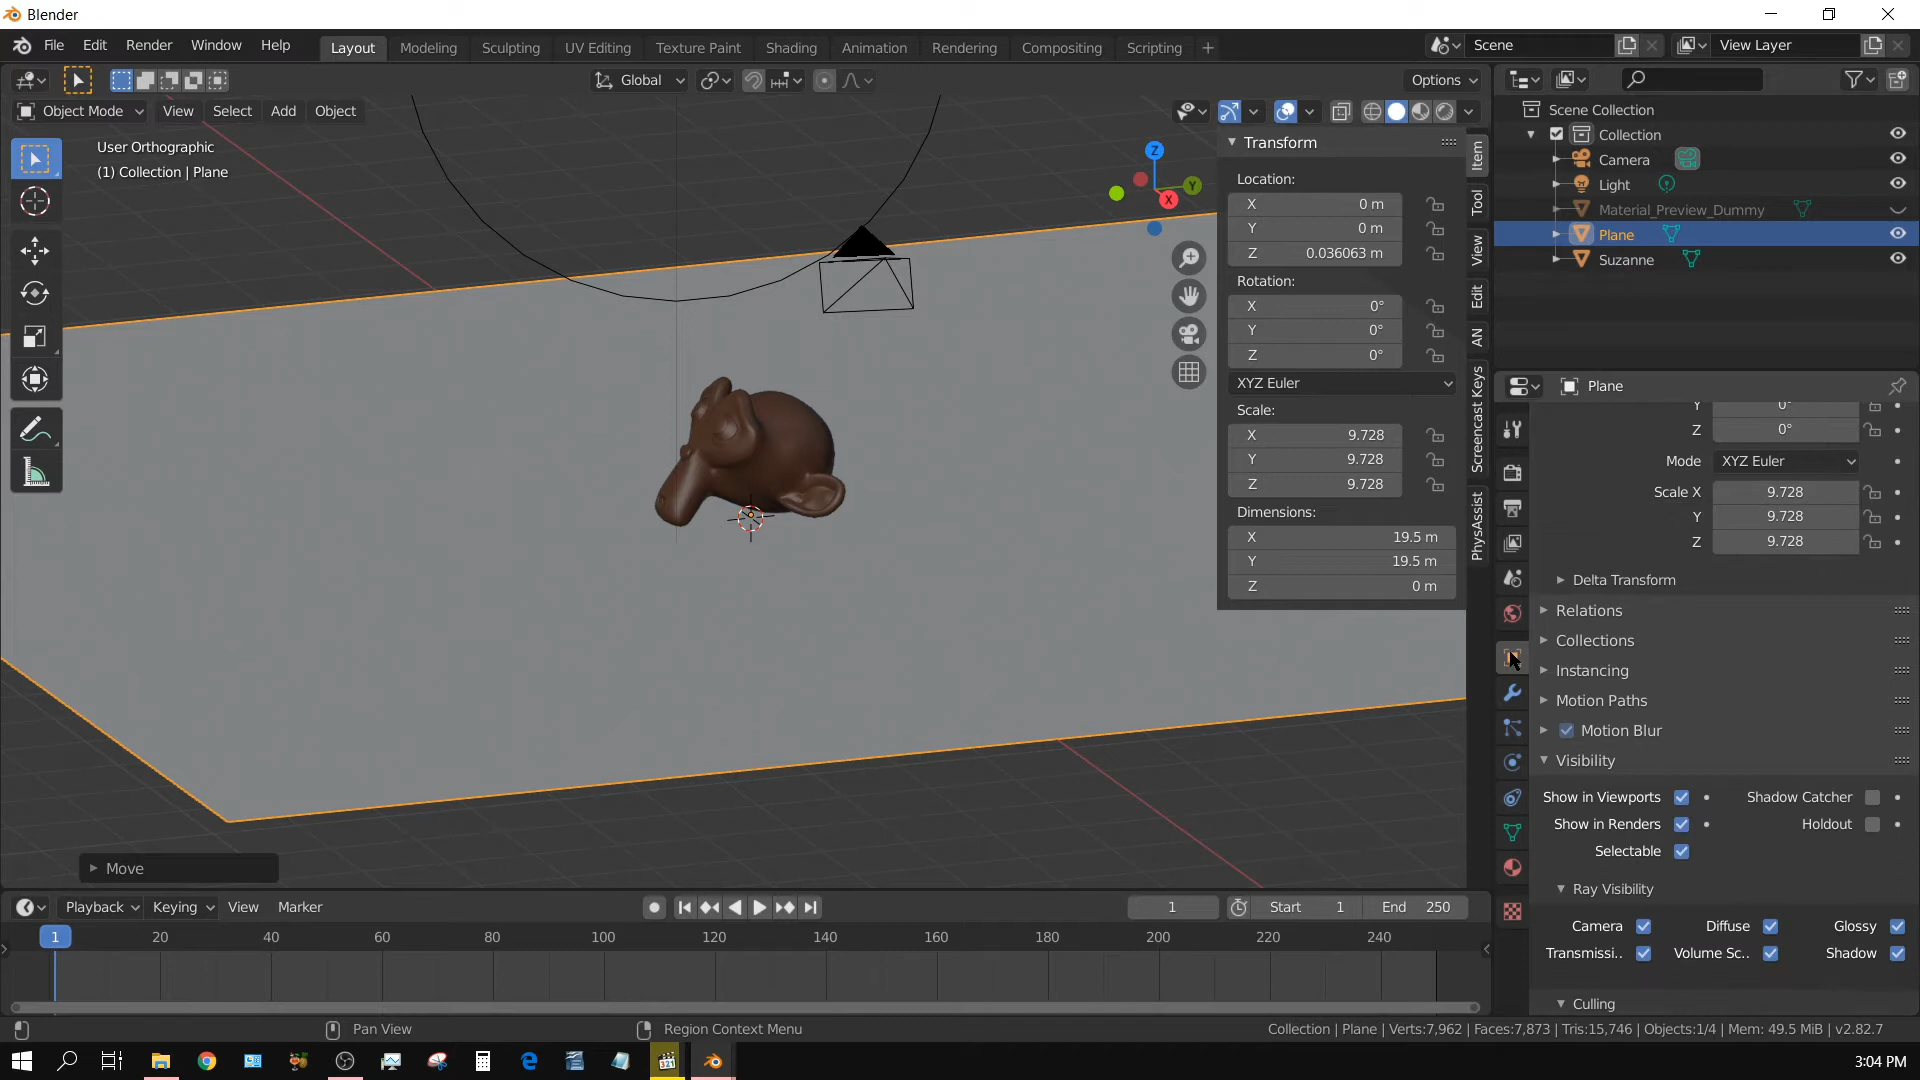 Blender
File Edit Render Window Help Layout Modeling Sculpting UV Editing Texture Paint Shading Animation Rendering Compositing Scripting + Scene View Layer
Global Options
Object Mode View Select Add Object
User Orthographic
(1) Collection | Plane
Z
Y
X
Transform
Location:
X 0 m
Y 0 m
Z 0.036063 m
Rotation:
X 0°
Y 0°
Z 0°
XYZ Euler
Scale:
X 9.728
Y 9.728
Z 9.728
Dimensions:
X 19.5 m
Y 19.5 m
Z 0 m
Item
Tool
View
Edit
AN
Screencast Keys
PhysAssist
Scene Collection
Collection
Camera
Light
Material_Preview_Dummy
Plane
Suzanne
Plane
Y 0°
Z 0°
Mode XYZ Euler
Scale X 9.728
Y 9.728
Z 9.728
Delta Transform
Relations
Collections
Instancing
Motion Paths
Motion Blur
Visibility
Show in Viewports Shadow Catcher
Show in Renders Holdout
Selectable
Ray Visibility
Camera Diffuse Glossy
Transmissi.. Volume Sc.. Shadow
Culling
Move
Playback Keying View Marker 1 Start 1 End 250
1 20 40 60 80 100 120 140 160 180 200 220 240
Pan View Region Context Menu Collection | Plane | Verts:7,962 | Faces:7,873 | Tris:15,746 | Objects:1/4 | Mem: 49.5 MiB | v2.82.7
321
3:04 PM